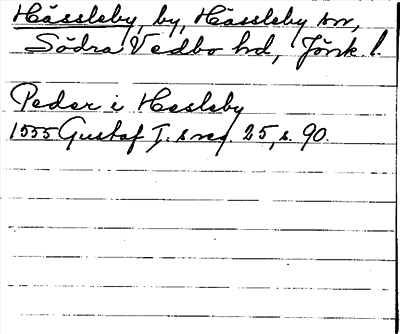 Hässleby, by, Hässleby sn,
Södra Vedbo hd, Jönk. l.
Peder i Hesleby
1555 Gustaf I:s reg. 25, s. 90.